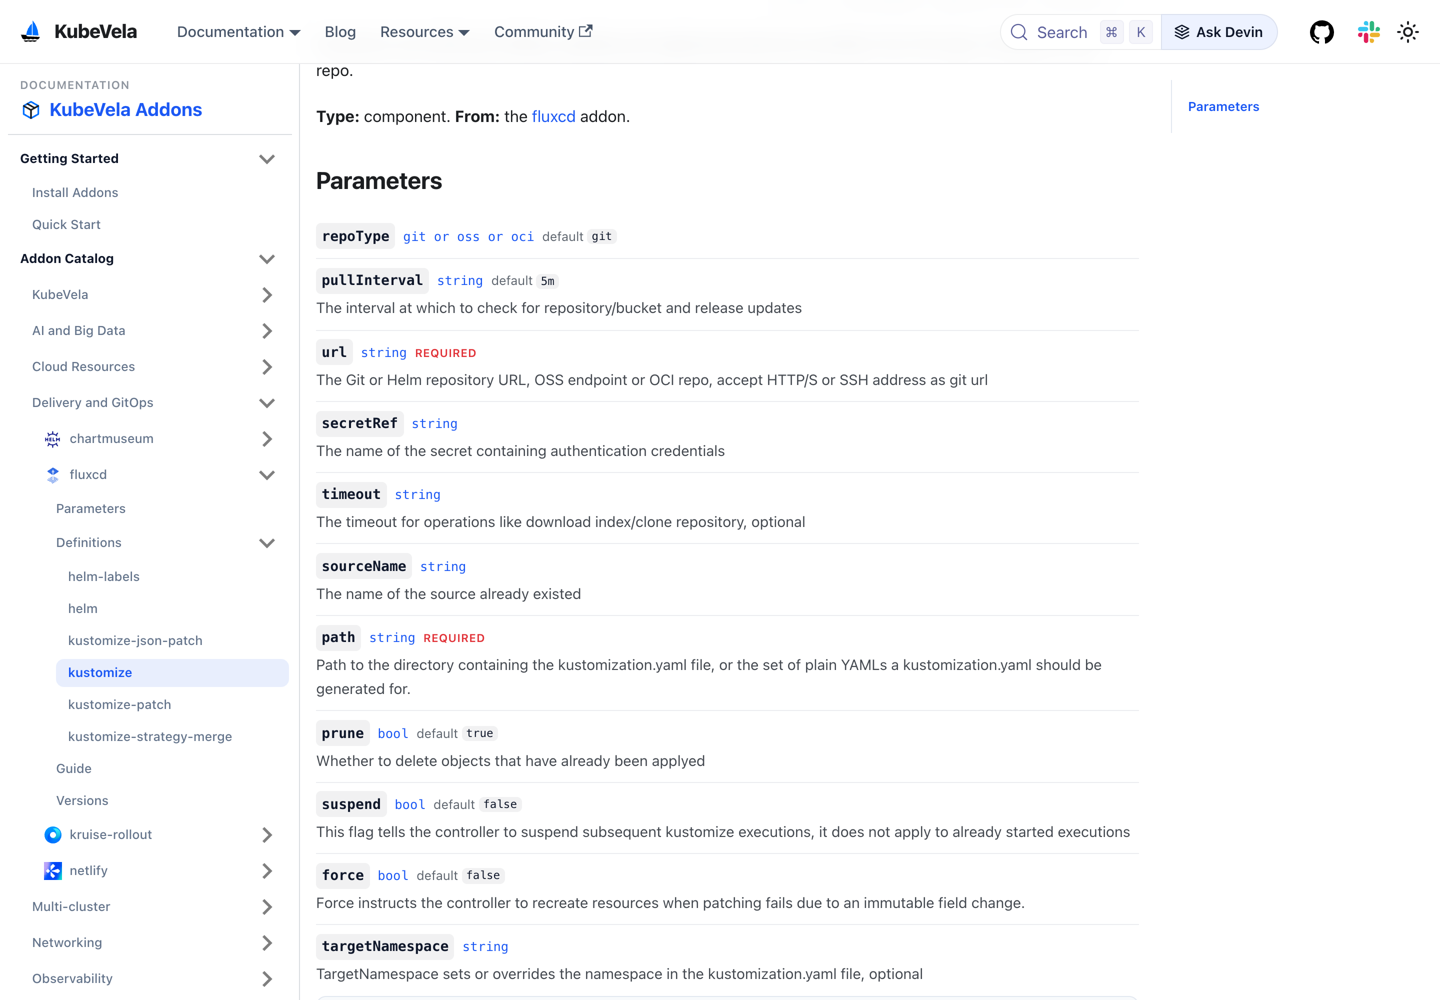 KubeVela
Documentation
Blog
Resources
Community
Search ⌘ K
Ask Devin
DOCUMENTATION
KubeVela Addons
Getting Started
Install Addons
Quick Start
Addon Catalog
KubeVela
AI and Big Data
Cloud Resources
Delivery and GitOps
chartmuseum
fluxcd
Parameters
Definitions
helm-labels
helm
kustomize-json-patch
kustomize
kustomize-patch
kustomize-strategy-merge
Guide
Versions
kruise-rollout
netlify
Multi-cluster
Networking
Observability
repo.
Type: component. From: the fluxcd addon.
Parameters
repoType git or oss or oci default git
pullInterval string default 5m
The interval at which to check for repository/bucket and release updates
url string REQUIRED
The Git or Helm repository URL, OSS endpoint or OCI repo, accept HTTP/S or SSH address as git url
secretRef string
The name of the secret containing authentication credentials
timeout string
The timeout for operations like download index/clone repository, optional
sourceName string
The name of the source already existed
path string REQUIRED
Path to the directory containing the kustomization.yaml file, or the set of plain YAMLs a kustomization.yaml should be
generated for.
prune bool default true
Whether to delete objects that have already been applyed
suspend bool default false
This flag tells the controller to suspend subsequent kustomize executions, it does not apply to already started executions
force bool default false
Force instructs the controller to recreate resources when patching fails due to an immutable field change.
targetNamespace string
TargetNamespace sets or overrides the namespace in the kustomization.yaml file, optional
Parameters